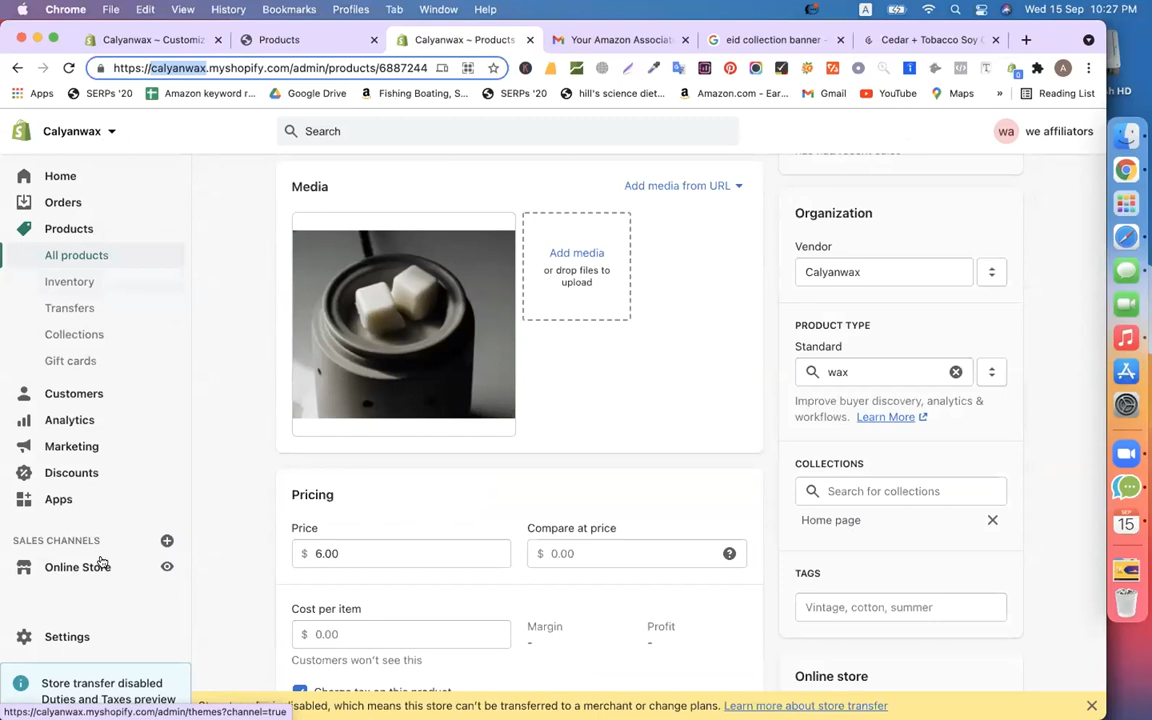 Chrome File Edit View History Bookmarks Profiles Tab Window Help A Wed 15 Sep 10:27 PM
Calyanwax ~ Customiz Products Calyanwax ~ Products Your Amazon Associat eid collection banner - Cedar + Tobacco Soy C
https://calyanwax.myshopify.com/admin/products/6887244
Apps SERPs '20 Amazon keyword r Google Drive Fishing Boating, S... SERPs '20 hill's science diet... Amazon.com - Ear... Gmail YouTube Maps » Reading List
Calyanwax Search wa we affiliators
Home
Orders
Products
All products
Inventory
Transfers
Collections
Gift cards
Customers
Analytics
Marketing
Discounts
Apps
SALES CHANNELS
Online Store
Settings
Store transfer disabled
Duties and Taxes preview
https://calyanwax.myshopify.com/admin/themes?channel=true
Media Add media from URL
Add media
or drop files to
upload
Pricing
Price Compare at price
$ 6.00 $ 0.00
Cost per item
$ 0.00 Margin Profit
- -
Customers won't see this
Charge tax on this product
Organization
Vendor
Calyanwax
PRODUCT TYPE
Standard
wax
Improve buyer discovery, analytics &
workflows. Learn More
COLLECTIONS
Search for collections
Home page
TAGS
Vintage, cotton, summer
Online store
disabled, which means this store can't be transferred to a merchant or change plans. Learn more about store transfer